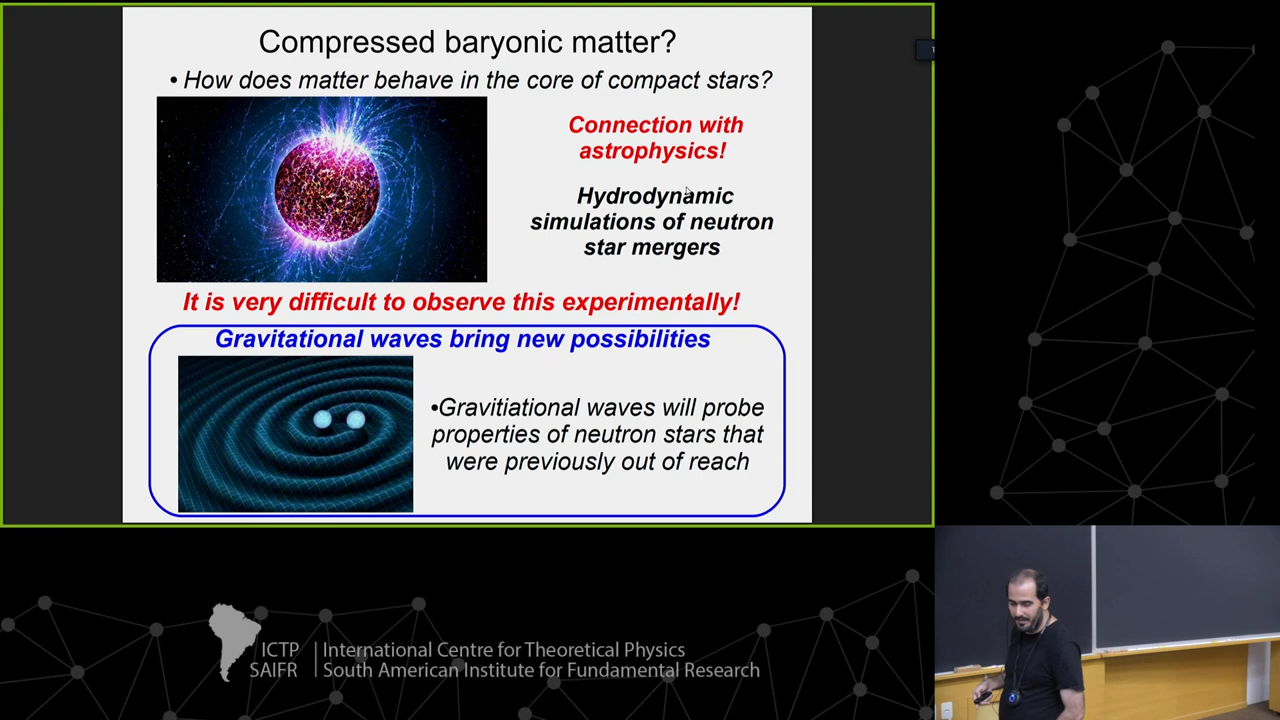 Compressed baryonic matter?
• How does matter behave in the core of compact stars?
Connection with
astrophysics!
Hydrodynamic
simulations of neutron
star mergers
It is very difficult to observe this experimentally!
Gravitational waves bring new possibilities
•Gravitiational waves will probe
properties of neutron stars that
were previously out of reach
ICTP
SAIFR
International Centre for Theoretical Physics
South American Institute for Fundamental Research